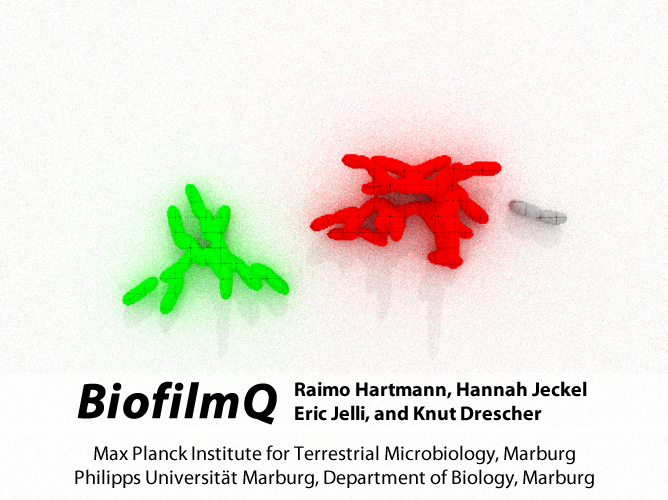 BiofilmQ
Raimo Hartmann, Hannah Jeckel
Eric Jelli, and Knut Drescher
Max Planck Institute for Terrestrial Microbiology, Marburg
Philipps Universität Marburg, Department of Biology, Marburg